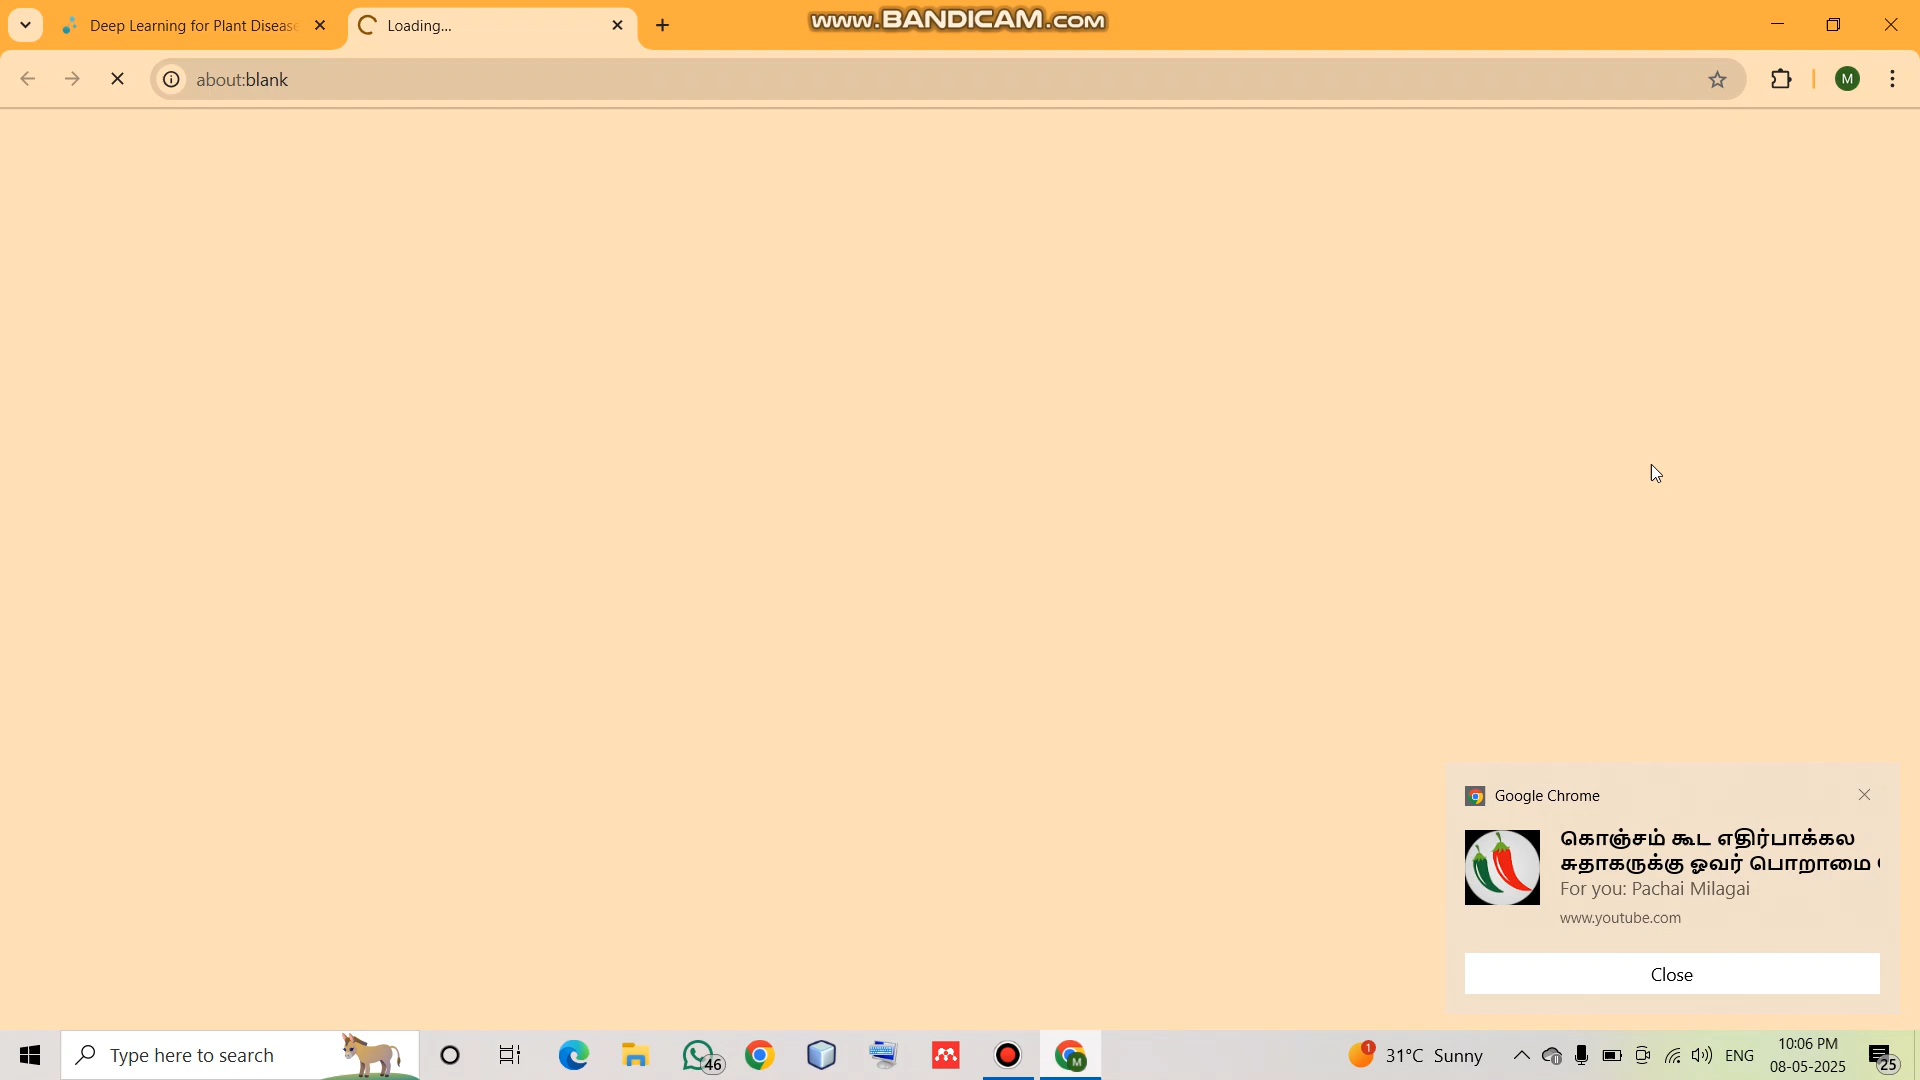 Deep Learning for Plant Disease
Loading...
www.BANDICAM.com
about:blank
M
Google Chrome
கொஞ்சம் கூட எதிர்பாக்கல
சுதாகருக்கு ஓவர் பொறாமை
For you: Pachai Milagai
www.youtube.com
Close
Type here to search
46
M
1
31°C Sunny
ENG
10:06 PM
08-05-2025
25